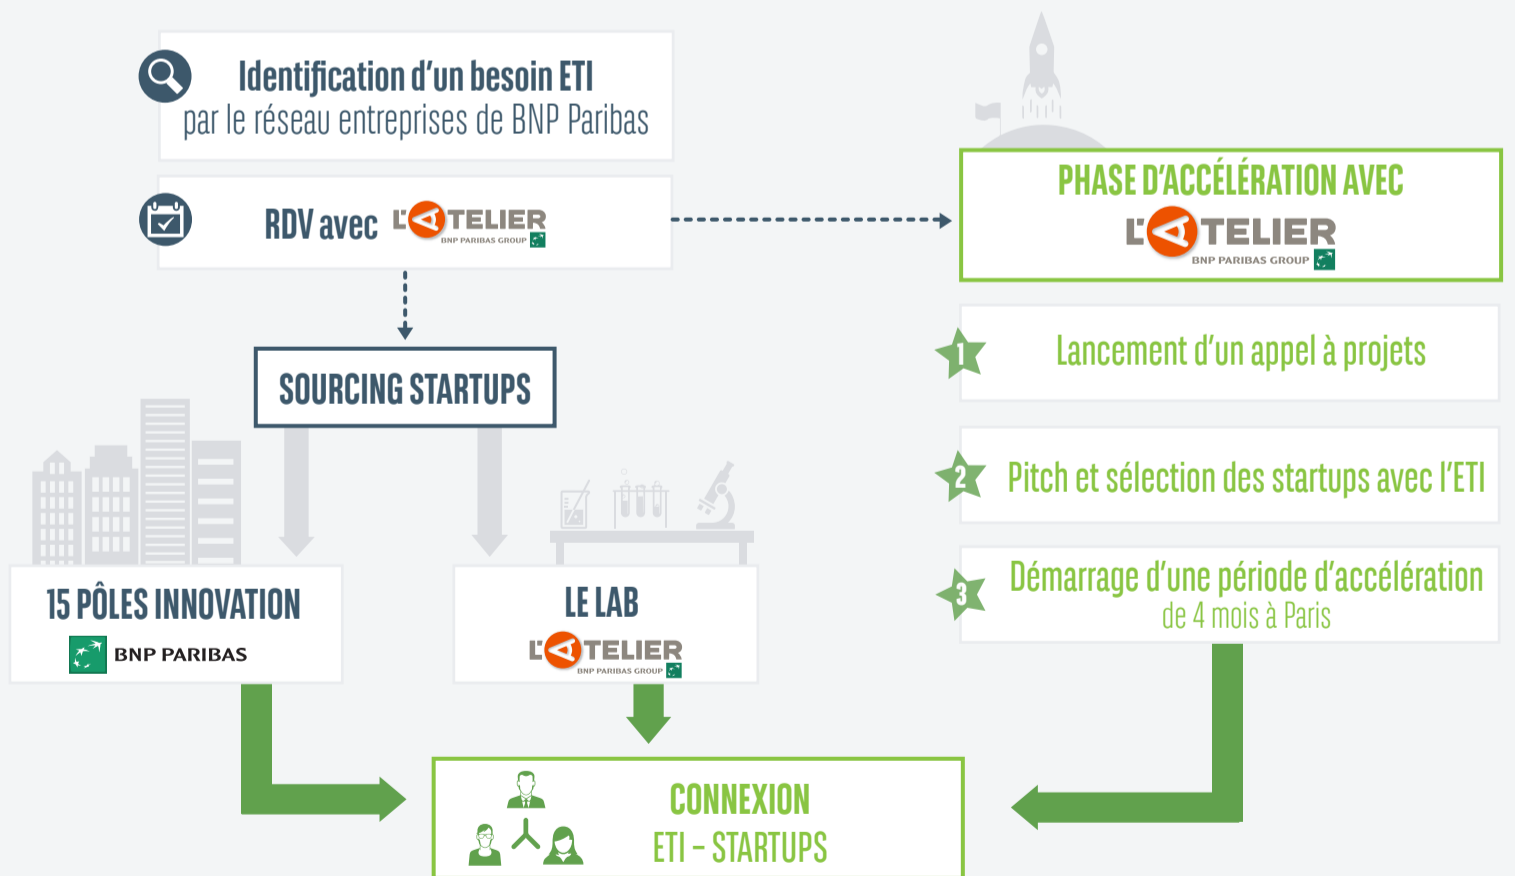 Identification d'un besoin ETI
par le réseau entreprises de BNP Paribas
RDV avec L'ATELIER
BNP PARIBAS GROUP
SOURCING STARTUPS
15 PÔLES INNOVATION
BNP PARIBAS
LE LAB
L'ATELIER
BNP PARIBAS GROUP
PHASE D'ACCÉLÉRATION AVEC
L'ATELIER
BNP PARIBAS GROUP
1 Lancement d'un appel à projets
2 Pitch et sélection des startups avec l'ETI
3 Démarrage d'une période d'accélération
de 4 mois à Paris
CONNEXION
ETI – STARTUPS